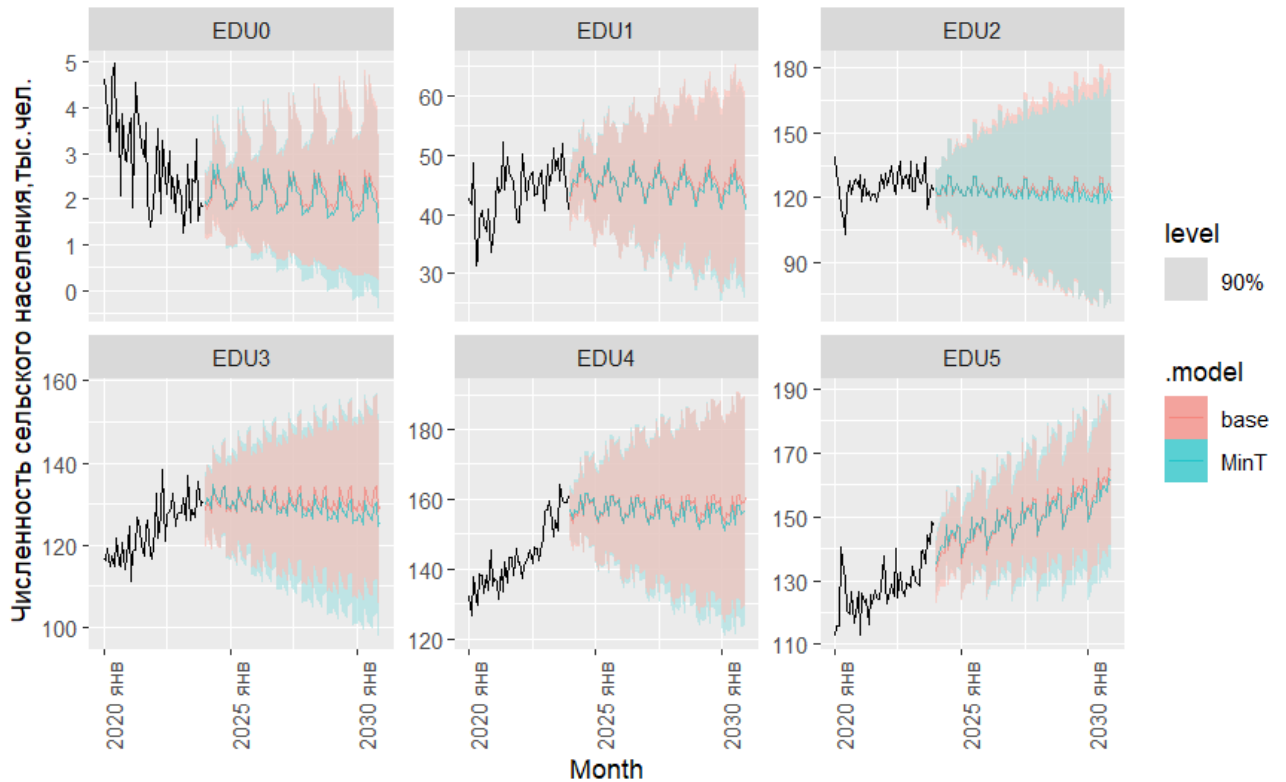 EDU0
EDU1
EDU2
5
4
3
2
1
0
60
50
40
30
180
150
120
90
EDU3
EDU4
EDU5
160
140
120
100
180
160
140
120
190
170
150
130
110
2020 янв
2025 янв
2030 янв
2020 янв
2025 янв
2030 янв
2020 янв
2025 янв
2030 янв
Month
Численность сельского населения,тыс.чел.
level
90%
.model
base
MinT